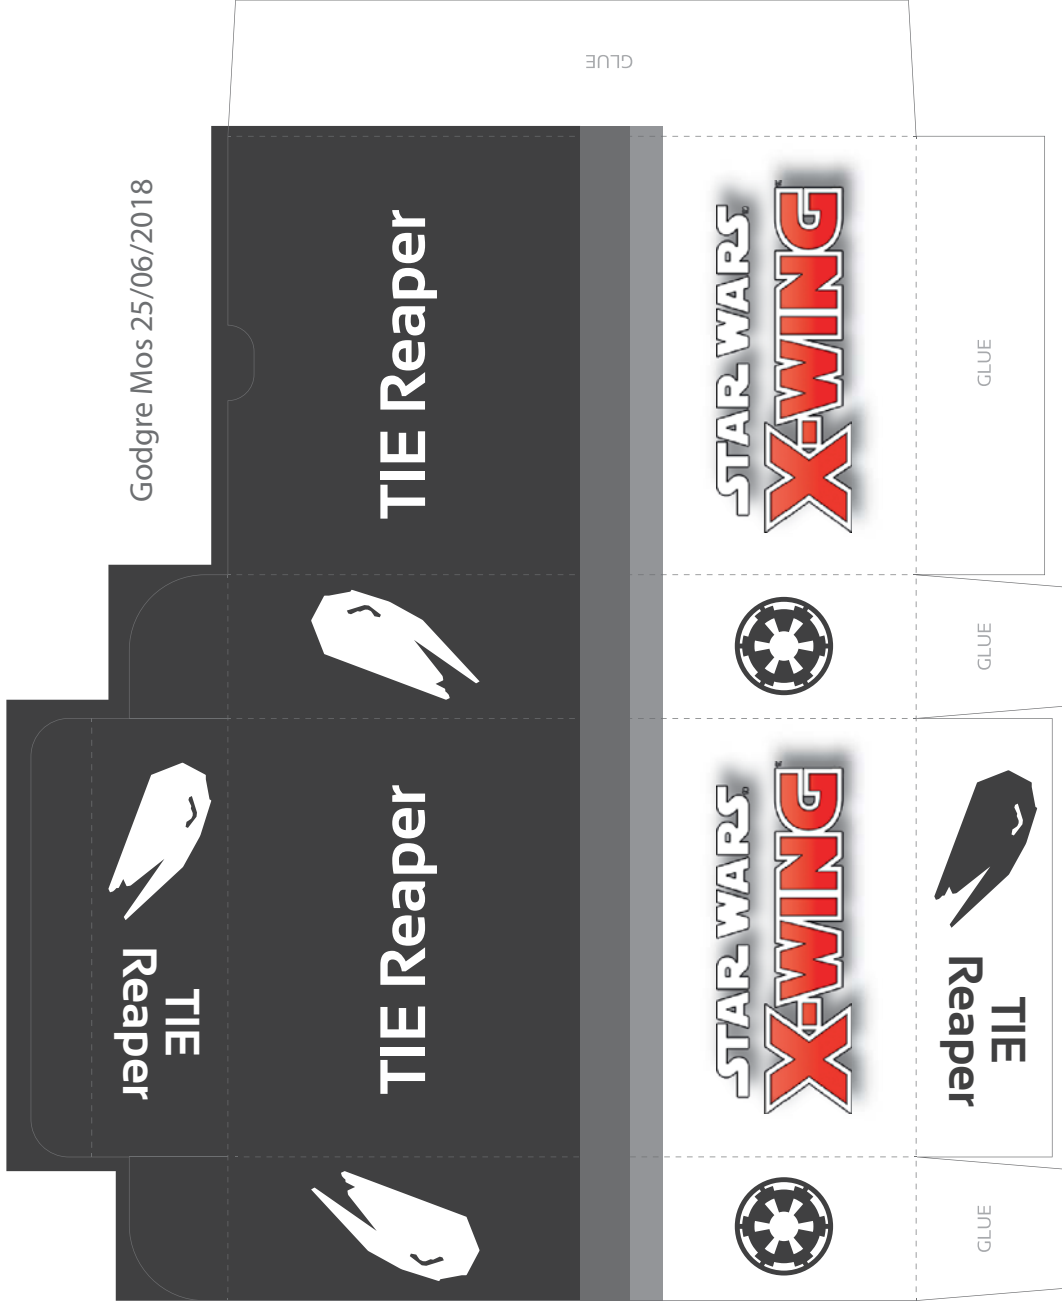 GLUE
Godgre Mos 25/06/2018
TIE Reaper
STAR WARS
X-WING
GLUE
GLUE
TIE
Reaper
TIE Reaper
STAR WARS
X-WING
TIE
Reaper
GLUE